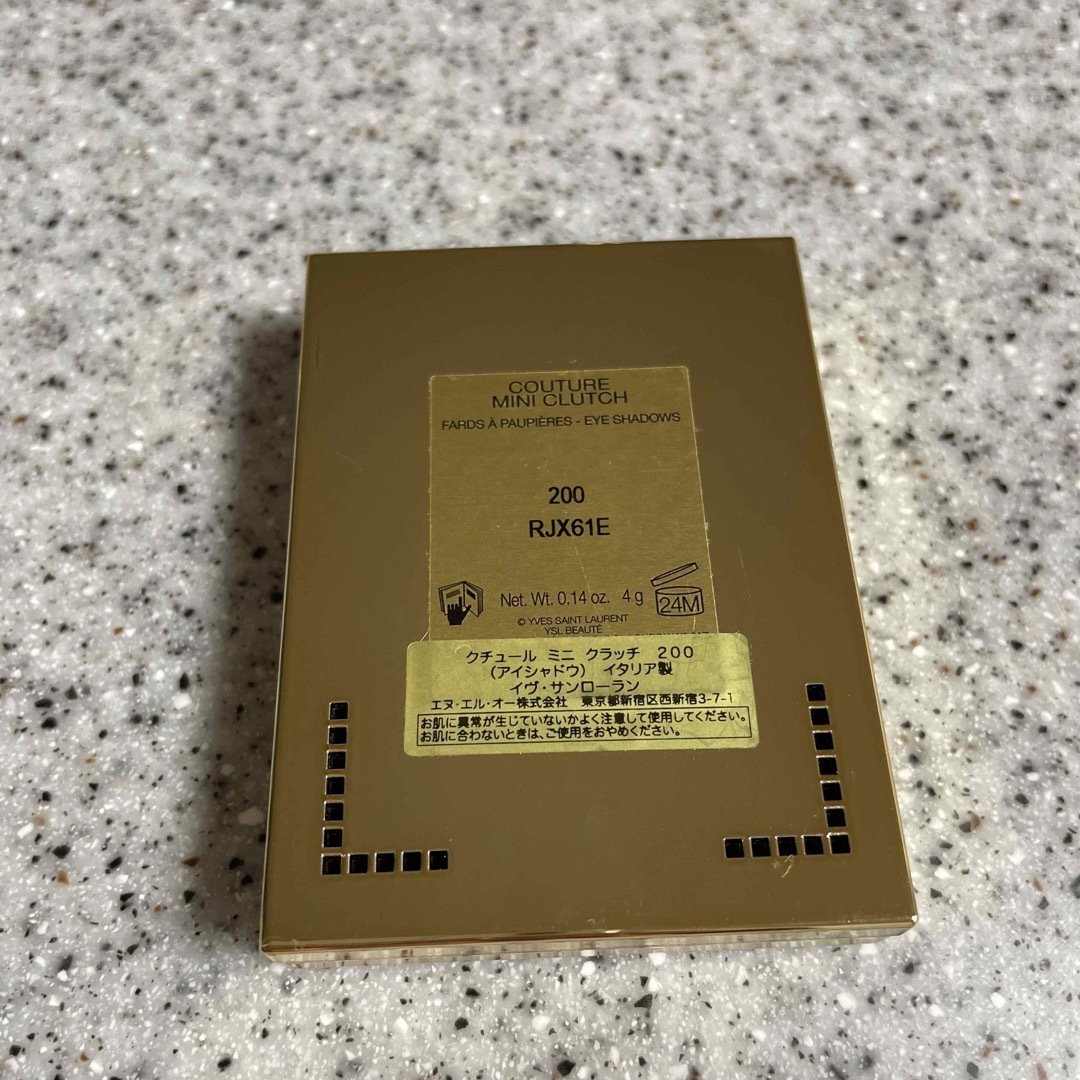 COUTURE
MINI CLUTCH
FARDS À PAUPIÈRES - EYE SHADOWS
200
RJX61E
Net. Wt. 0.14 oz. 4 g
24M
© YVES SAINT LAURENT
YSL BEAUTÉ
クチュール ミニ クラッチ 200
(アイシャドウ) イタリア製
イヴ・サンローラン
エヌ・エル・オー株式会社 東京都新宿区西新宿3-7-1
お肌に異常が生じていないかよく注意して使用してください。
お肌に合わないときは、ご使用をおやめください。